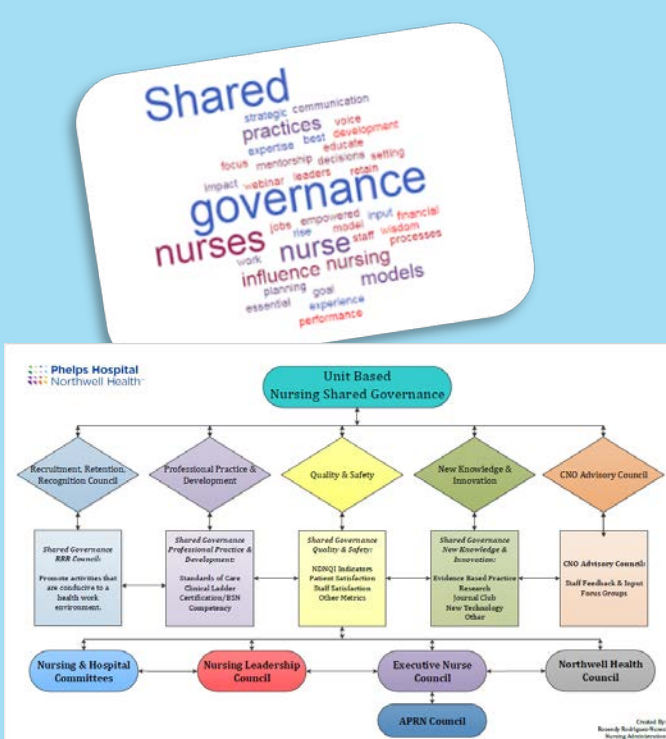 Shared
strategic communication
practices voice
expertise best development
focus mentorship decisions setting
educate
impact webinar leaders retain
governance
jobs empowered input financial
nurses rise model staff wisdom
work nurse processes
influence nursing
planning goal models
essential experience
performance
Phelps Hospital
Northwell Health
Unit Based
Nursing Shared Governance
Recruitment, Retention,
Recognition Council
Professional Practice &
Development
Quality & Safety
New Knowledge &
Innovation
CNO Advisory Council
Shared Governance
RRR Council:
Promote activities that
are conducive to a
health work
environment.
Shared Governance
Professional Practice &
Development:
Standards of Care
Clinical Ladder
Certification/BSN
Competency
Shared Governance
Quality & Safety:
NDNQI Indicators
Patient Satisfaction
Staff Satisfaction
Other Metrics
Shared Governance
New Knowledge &
Innovation:
Evidence Based Practice
Research
Journal Club
New Technology
Other
CNO Advisory Council:
Staff Feedback & Input
Focus Groups
Nursing & Hospital
Committees
Nursing Leadership
Council
Executive Nurse
Council
Northwell Health
Council
APRN Council
Created By:
Nursing Administration